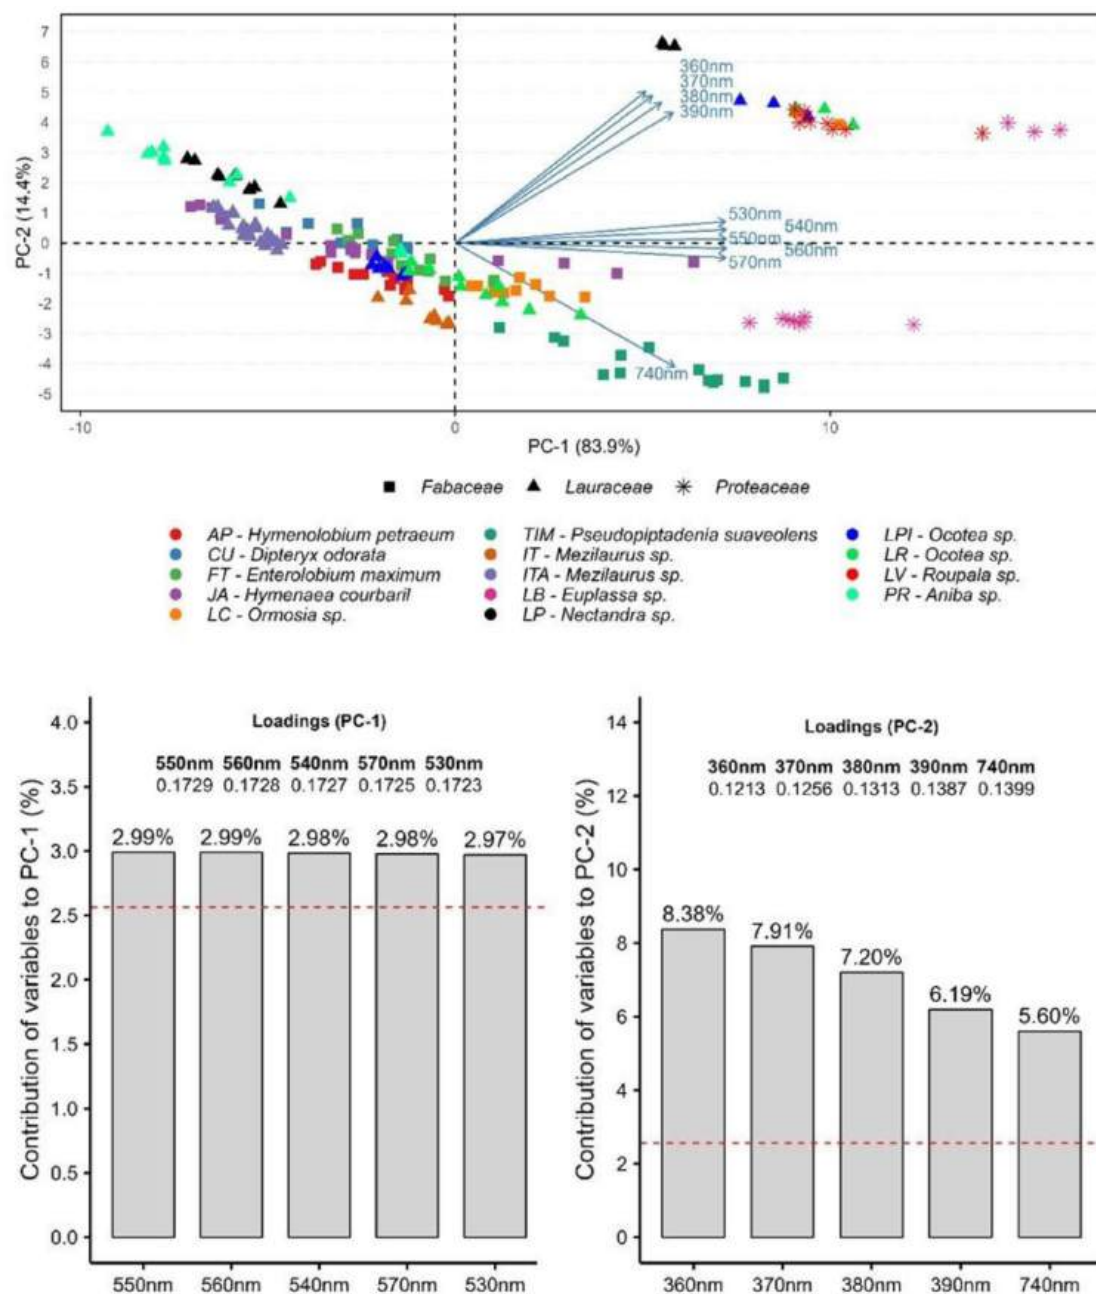 7
6
5
4
3
2
1
0
-1
-2
-3
-4
-5
PC-2 (14.4%)
360nm
370nm
380nm
390nm
530nm
540nm
550nm
560nm
570nm
740nm
-10 0 10
PC-1 (83.9%)
Fabaceae Lauraceae Proteaceae
AP - Hymenolobium petraeum TIM - Pseudopiptadenia suaveolens LPI - Ocotea sp.
CU - Dipteryx odorata IT - Mezilaurus sp. LR - Ocotea sp.
FT - Enterolobium maximum ITA - Mezilaurus sp. LV - Roupala sp.
JA - Hymenaea courbaril LB - Euplassa sp. PR - Aniba sp.
LC - Ormosia sp. LP - Nectandra sp.
Contribution of variables to PC-1 (%)
4.0
3.5
3.0
2.5
2.0
1.5
1.0
0.5
0.0
Loadings (PC-1)
550nm 560nm 540nm 570nm 530nm
0.1729 0.1728 0.1727 0.1725 0.1723
2.99% 2.99% 2.98% 2.98% 2.97%
550nm 560nm 540nm 570nm 530nm
Contribution of variables to PC-2 (%)
14
12
10
8
6
4
2
0
Loadings (PC-2)
360nm 370nm 380nm 390nm 740nm
0.1213 0.1256 0.1313 0.1387 0.1399
8.38%
7.91%
7.20%
6.19%
5.60%
360nm 370nm 380nm 390nm 740nm